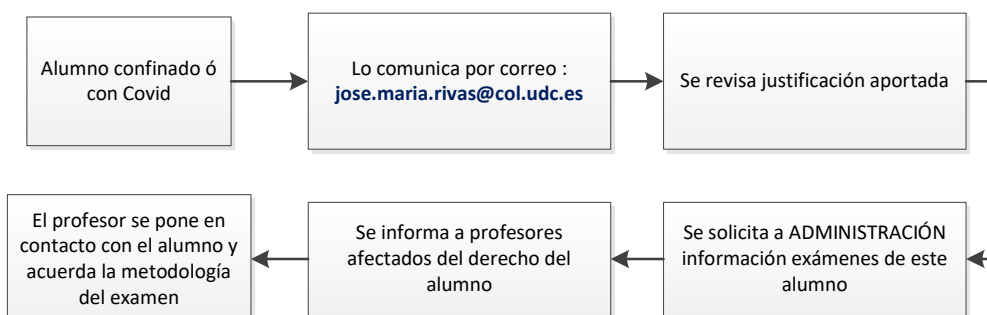 Alumno confinado ó
con Covid
Lo comunica por correo :
jose.maria.rivas@col.udc.es
Se revisa justificación aportada
Se solicita a ADMINISTRACIÓN
información exámenes de este
alumno
Se informa a profesores
afectados del derecho del
alumno
El profesor se pone en
contacto con el alumno y
acuerda la metodología
del examen